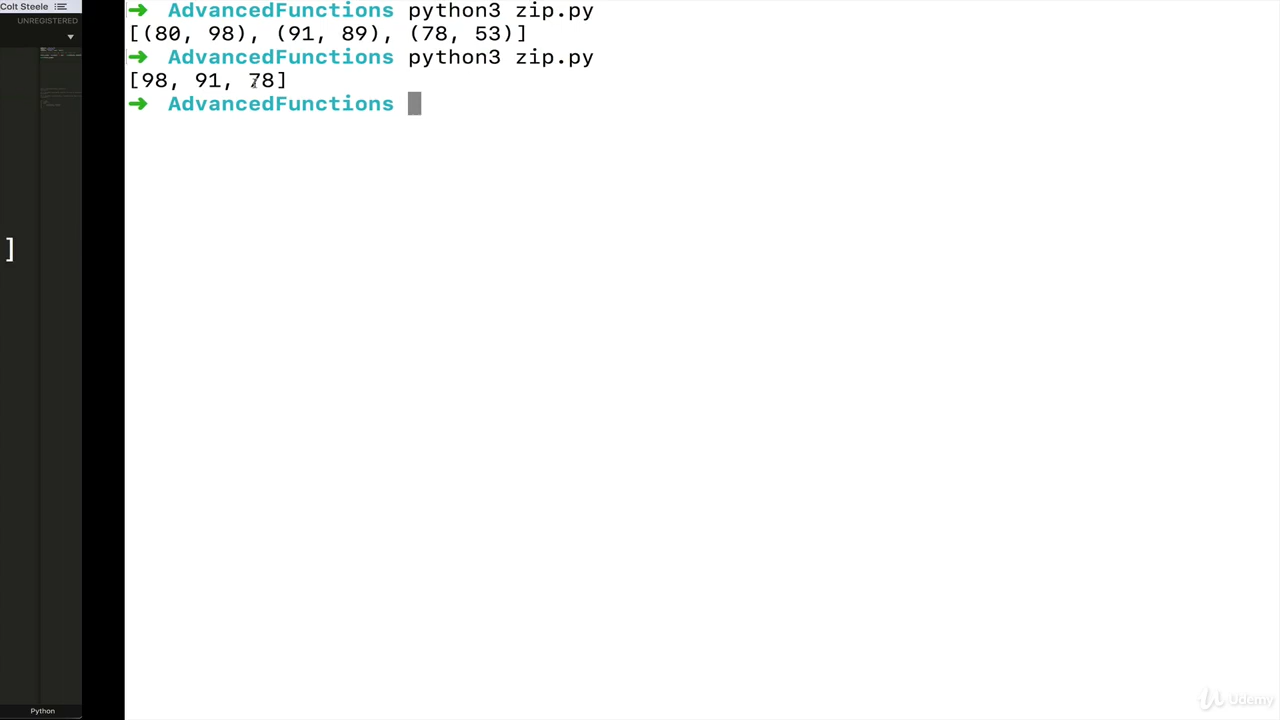 Colt Steele
UNREGISTERED
➜ AdvancedFunctions python3 zip.py
[(80, 98), (91, 89), (78, 53)]
➜ AdvancedFunctions python3 zip.py
[98, 91, 78]
➜ AdvancedFunctions
]
Python
Udemy